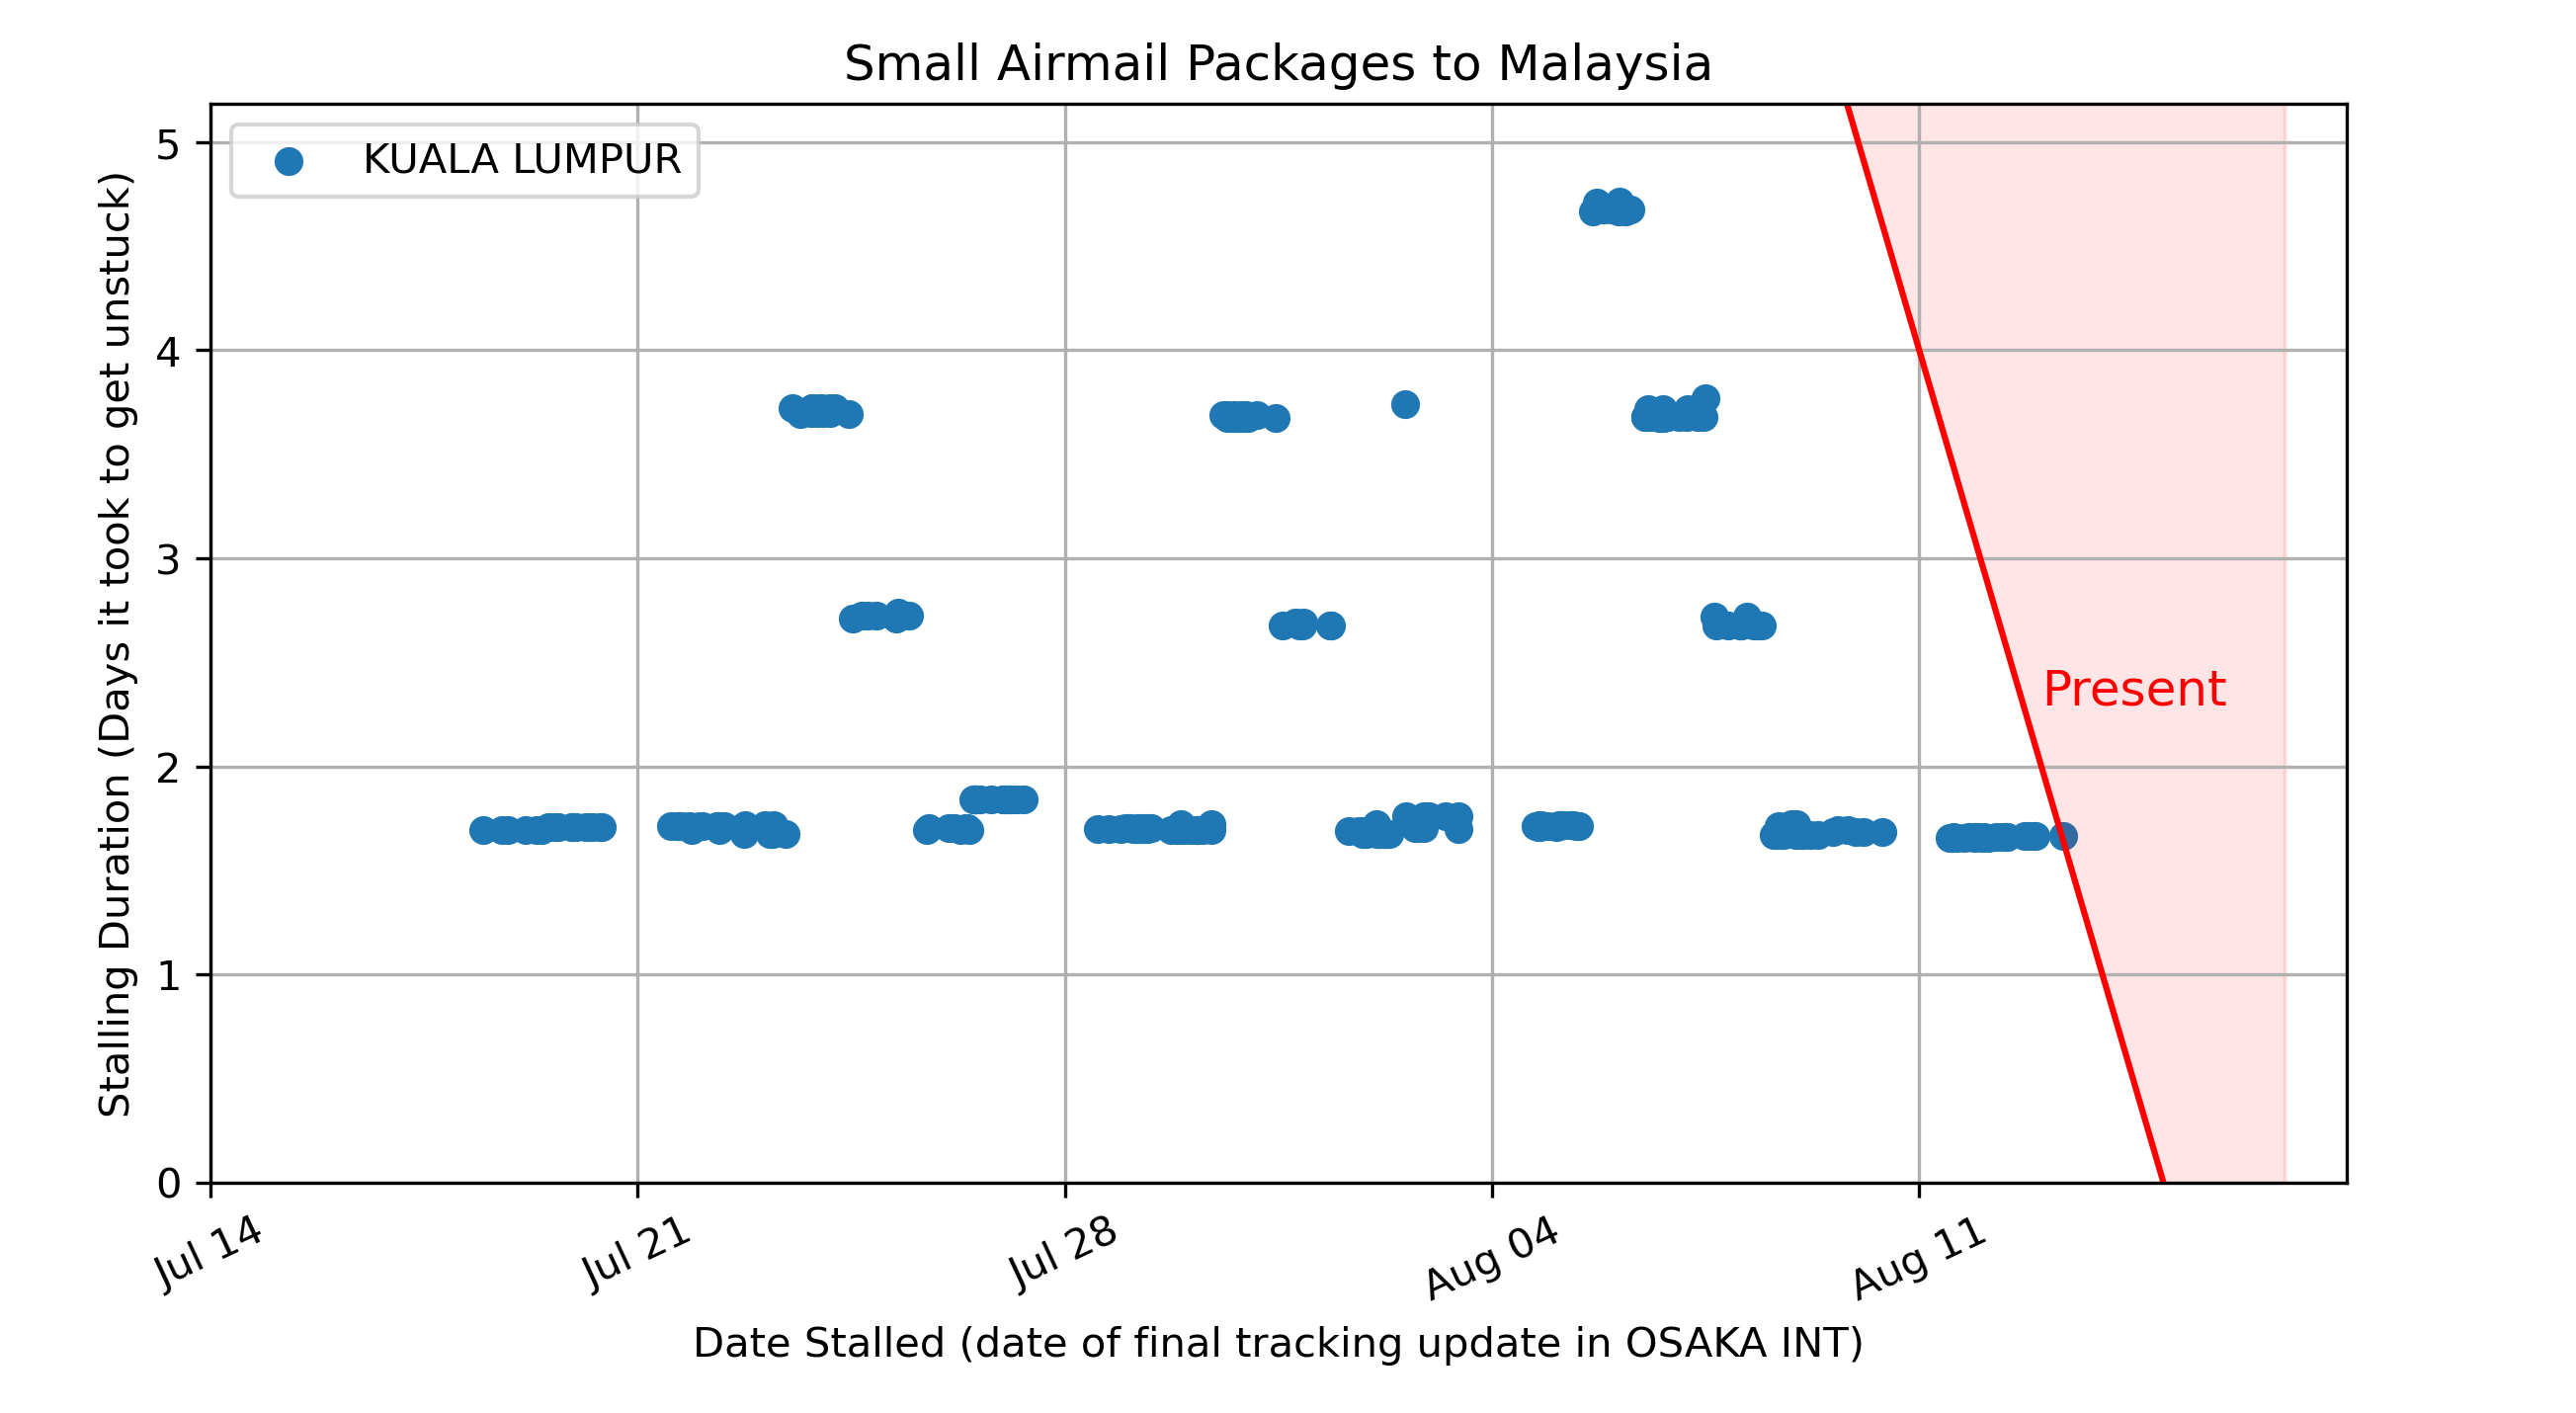 Small Airmail Packages to Malaysia
KUALA LUMPUR
Stalling Duration (Days it took to get unstuck)
5
4
3
2
1
0
Present
Jul 14
Jul 21
Jul 28
Aug 04
Aug 11
Date Stalled (date of final tracking update in OSAKA INT)